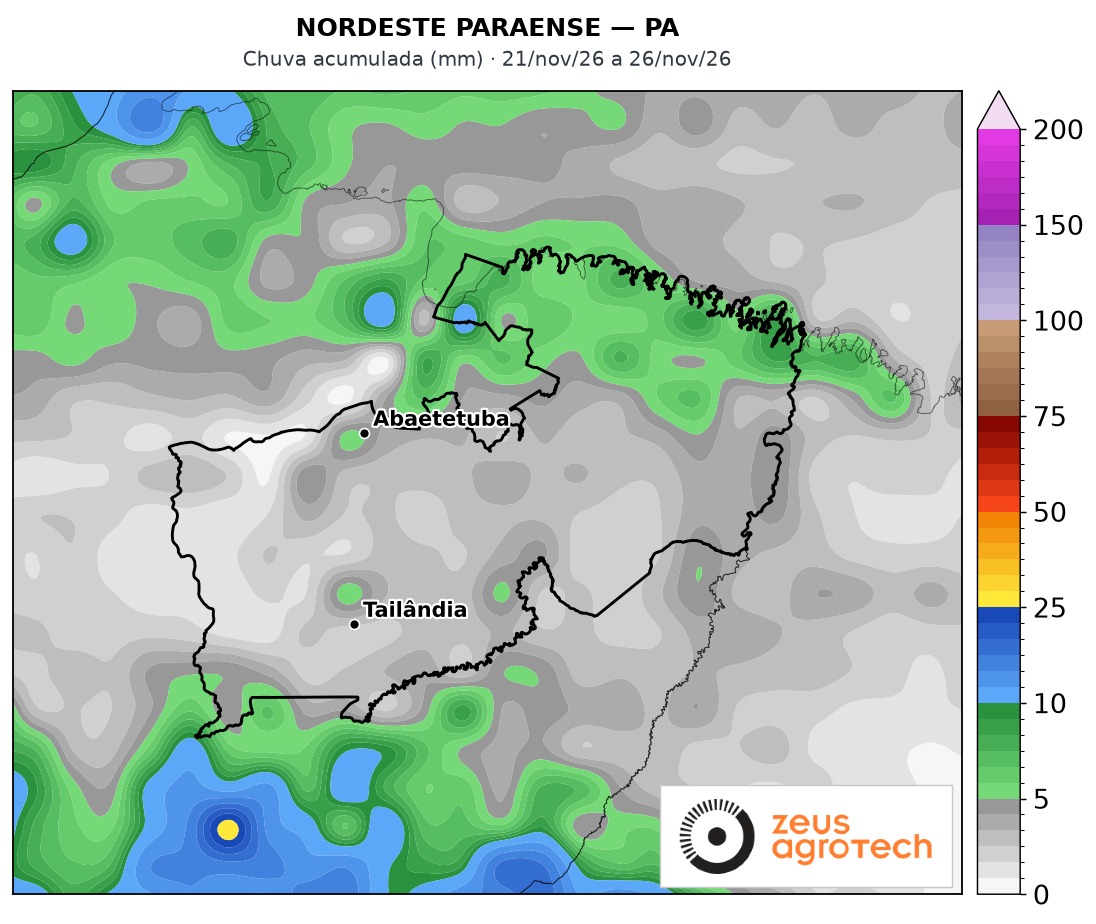 NORDESTE PARAENSE — PA
Chuva acumulada (mm) · 21/nov/26 a 26/nov/26
200
150
100
75
50
25
10
5
0
Abaetetuba
Tailândia
zeus
agrotech